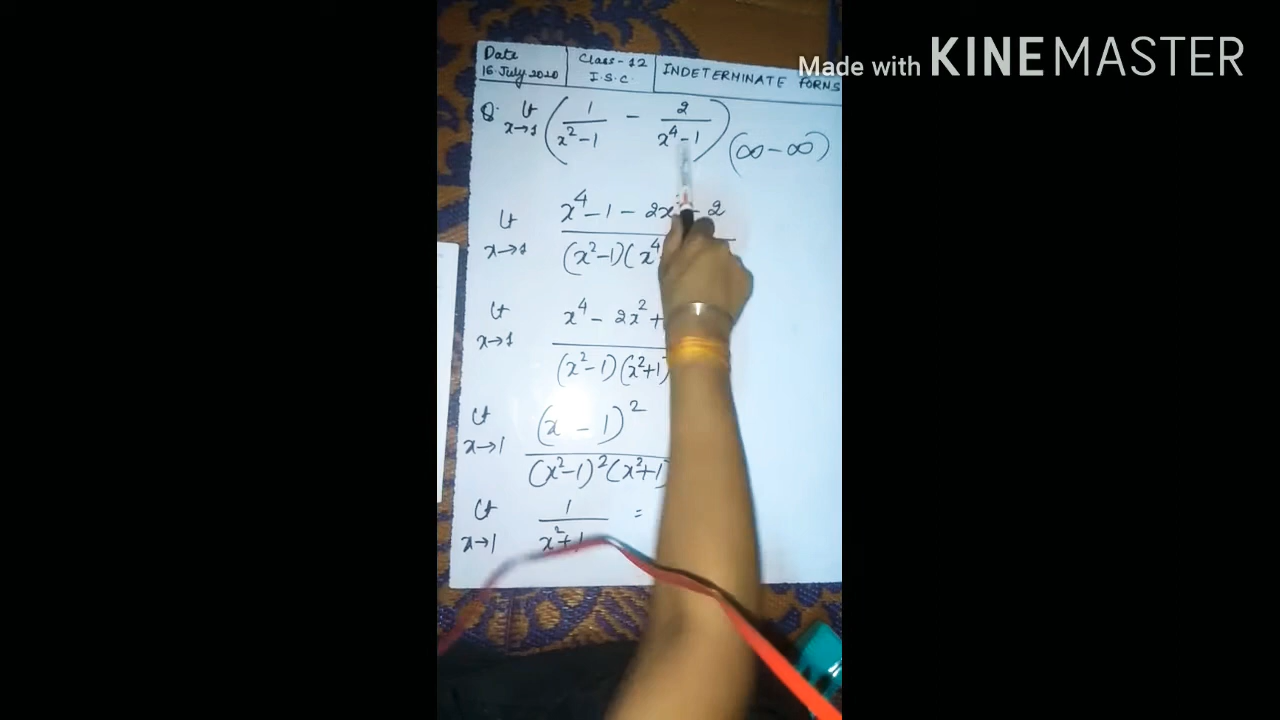 Made with KINEMASTER
Date
16 July 2020
Class-12
I.S.C.
INDETERMINATE FORMS
Q. lt x→1 (1/(x²-1) - 2/(x⁴-1)) (∞-∞)
lt x→1 x⁴-1-2x - 2 / (x²-1)(x⁴
lt x→1 x⁴-2x²+ / (x²-1)(x²+1)
lt x→1 (x-1)² / (x²-1)²(x²+1)
lt x→1 1/(x²+1) =